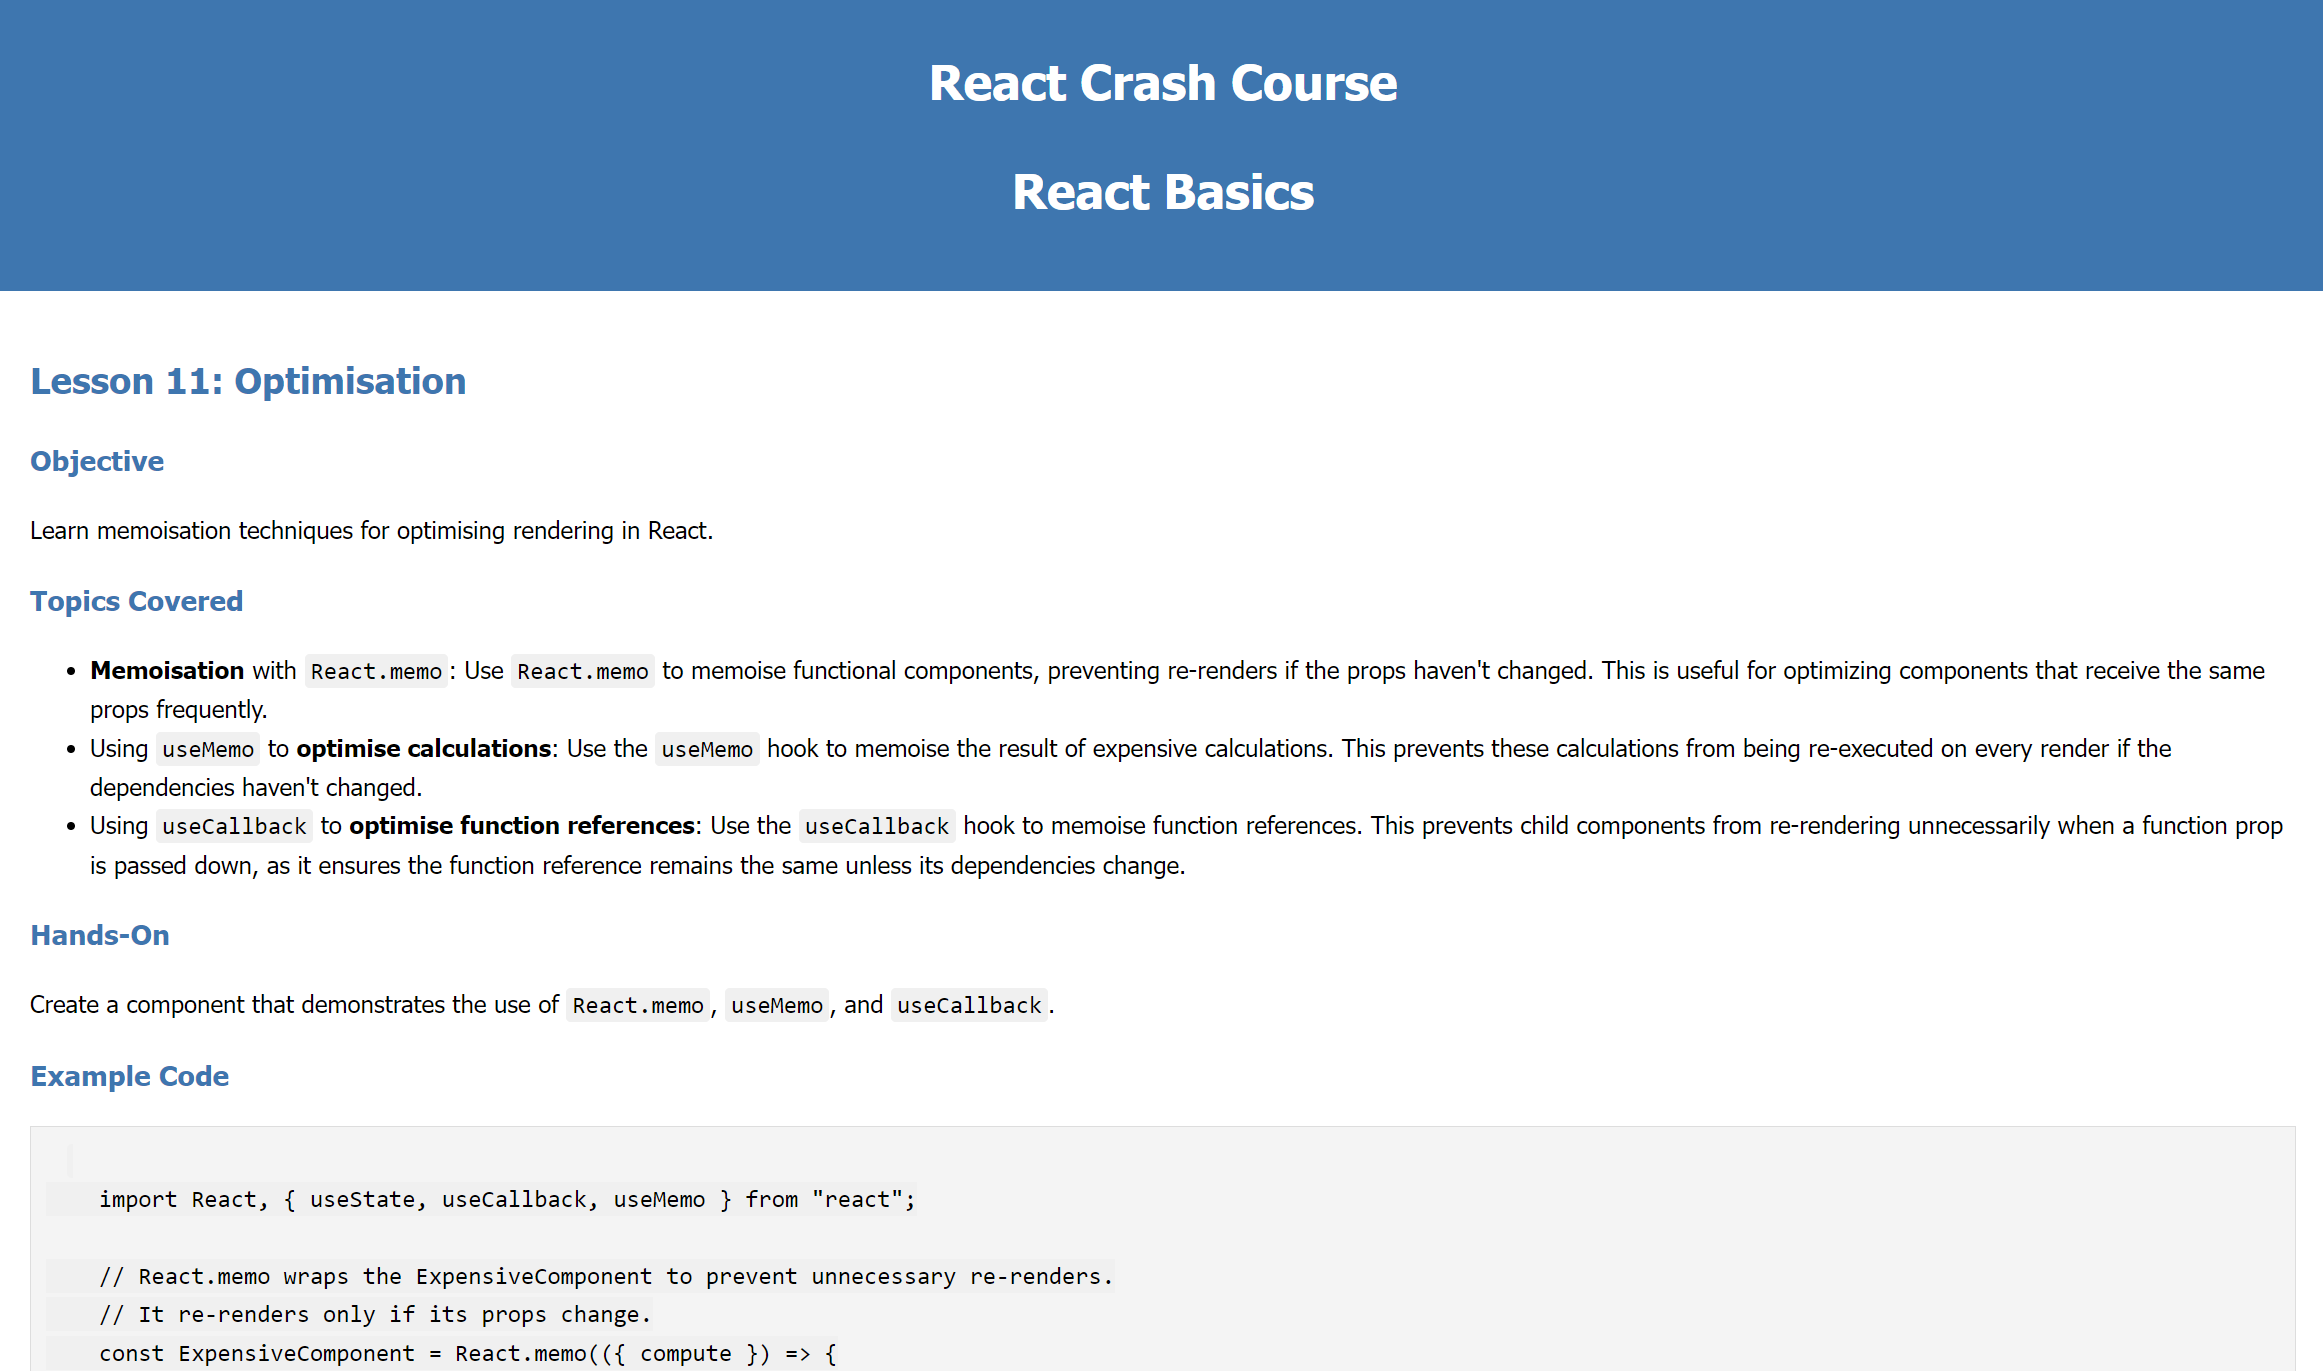 React Crash Course
React Basics
Lesson 11: Optimisation
Objective
Learn memoisation techniques for optimising rendering in React.
Topics Covered
• Memoisation with React.memo: Use React.memo to memoise functional components, preventing re-renders if the props haven't changed. This is useful for optimizing components that receive the same
props frequently.
• Using useMemo to optimise calculations: Use the useMemo hook to memoise the result of expensive calculations. This prevents these calculations from being re-executed on every render if the
dependencies haven't changed.
• Using useCallback to optimise function references: Use the useCallback hook to memoise function references. This prevents child components from re-rendering unnecessarily when a function prop
is passed down, as it ensures the function reference remains the same unless its dependencies change.
Hands-On
Create a component that demonstrates the use of React.memo, useMemo, and useCallback.
Example Code
import React, { useState, useCallback, useMemo } from "react";
// React.memo wraps the ExpensiveComponent to prevent unnecessary re-renders.
// It re-renders only if its props change.
const ExpensiveComponent = React.memo(({ compute }) => {